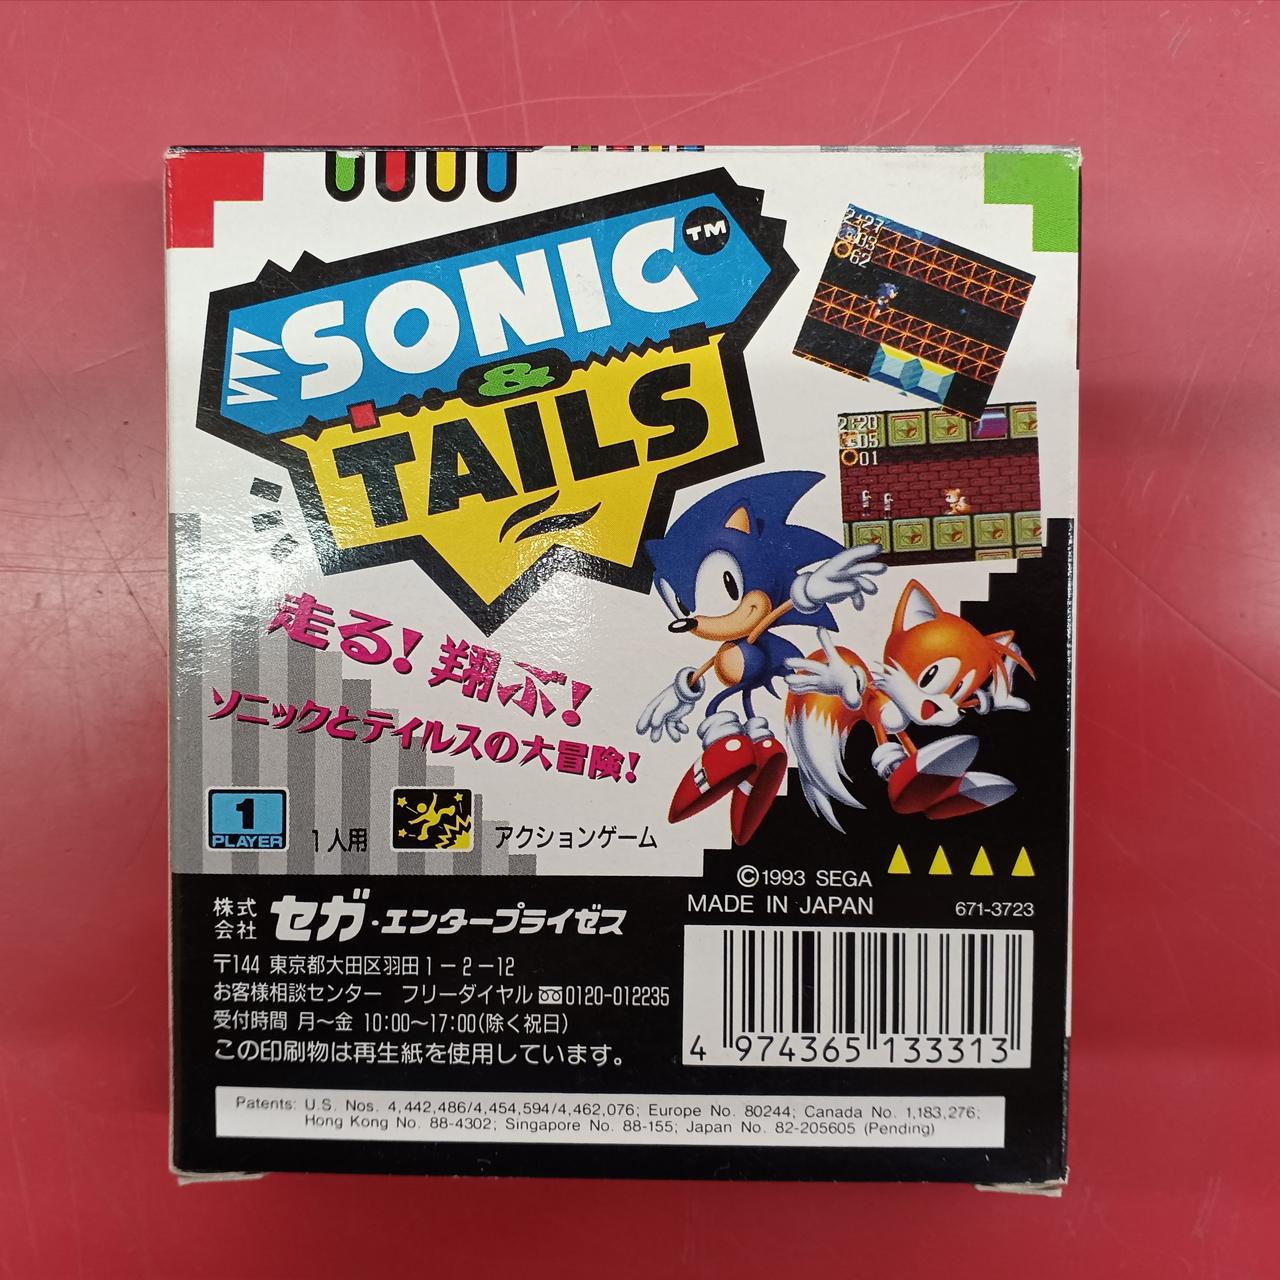 SONIC™
&
TAILS
2:27
03
62
2:20
05
01
走る!翔ぶ!
ソニックとテイルスの大冒険!
1
PLAYER
1人用
アクションゲーム
©1993 SEGA
MADE IN JAPAN
671-3723
株式会社 セガ・エンタープライゼス
〒144 東京都大田区羽田1-2-12
お客様相談センター フリーダイヤル 0120-012235
受付時間 月～金 10:00～17:00(除く祝日)
この印刷物は再生紙を使用しています。
4 974365 133313
Patents: U.S. Nos. 4,442,486/4,454,594/4,462,076; Europe No. 80244; Canada No. 1,183,276;
Hong Kong No. 88-4302; Singapore No. 88-155; Japan No. 82-205605 (Pending)